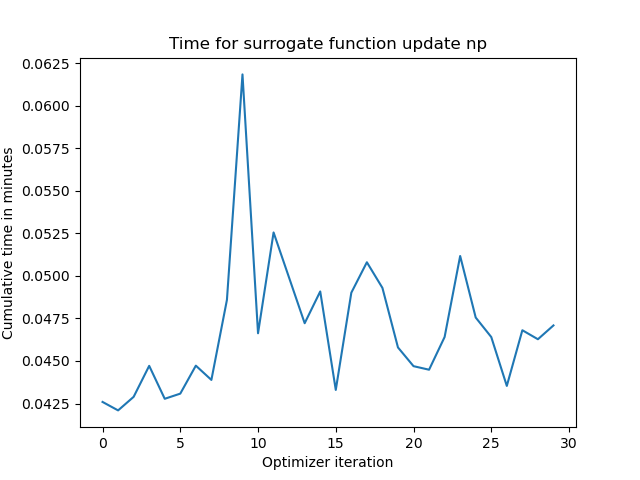 Time for surrogate function update np
Cumulative time in minutes
0.0625
0.0600
0.0575
0.0550
0.0525
0.0500
0.0475
0.0450
0.0425
0 5 10 15 20 25 30
Optimizer iteration